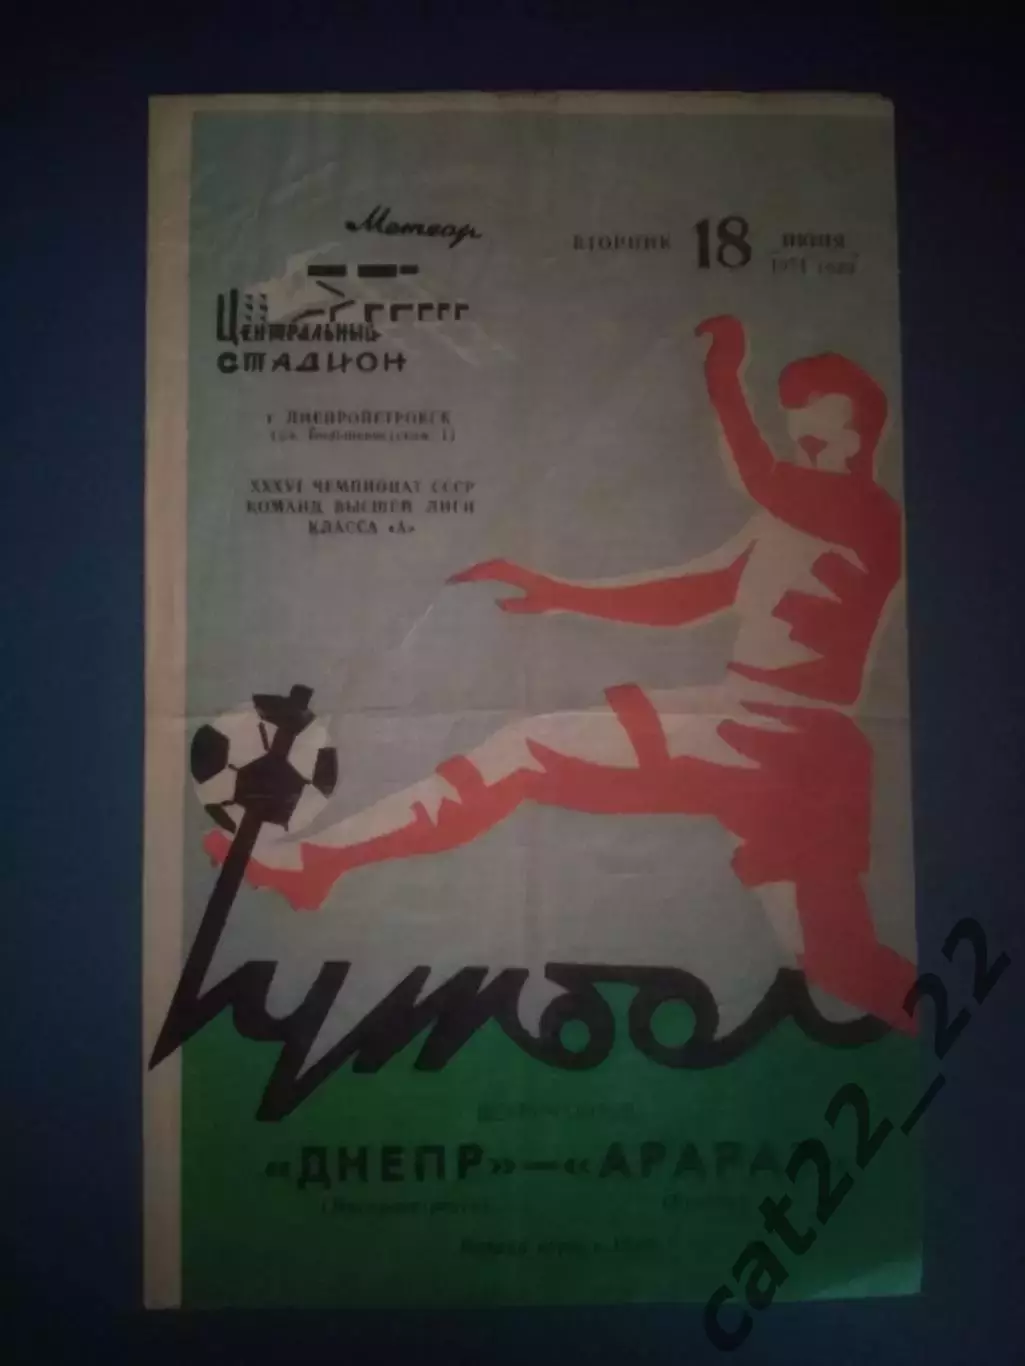 Метеор
ЦЕНТРАЛЬНЫЙ
СТАДИОН
ВТОРНИК 18 ИЮНЯ
г. ДНЕПРОПЕТРОВСК
XXXVI ЧЕМПИОНАТ СССР
КОМАНД ВЫСШЕЙ ЛИГИ
КЛАССА «А»
Футбол
«ДНЕПР»—«АРАРА
cat22_22